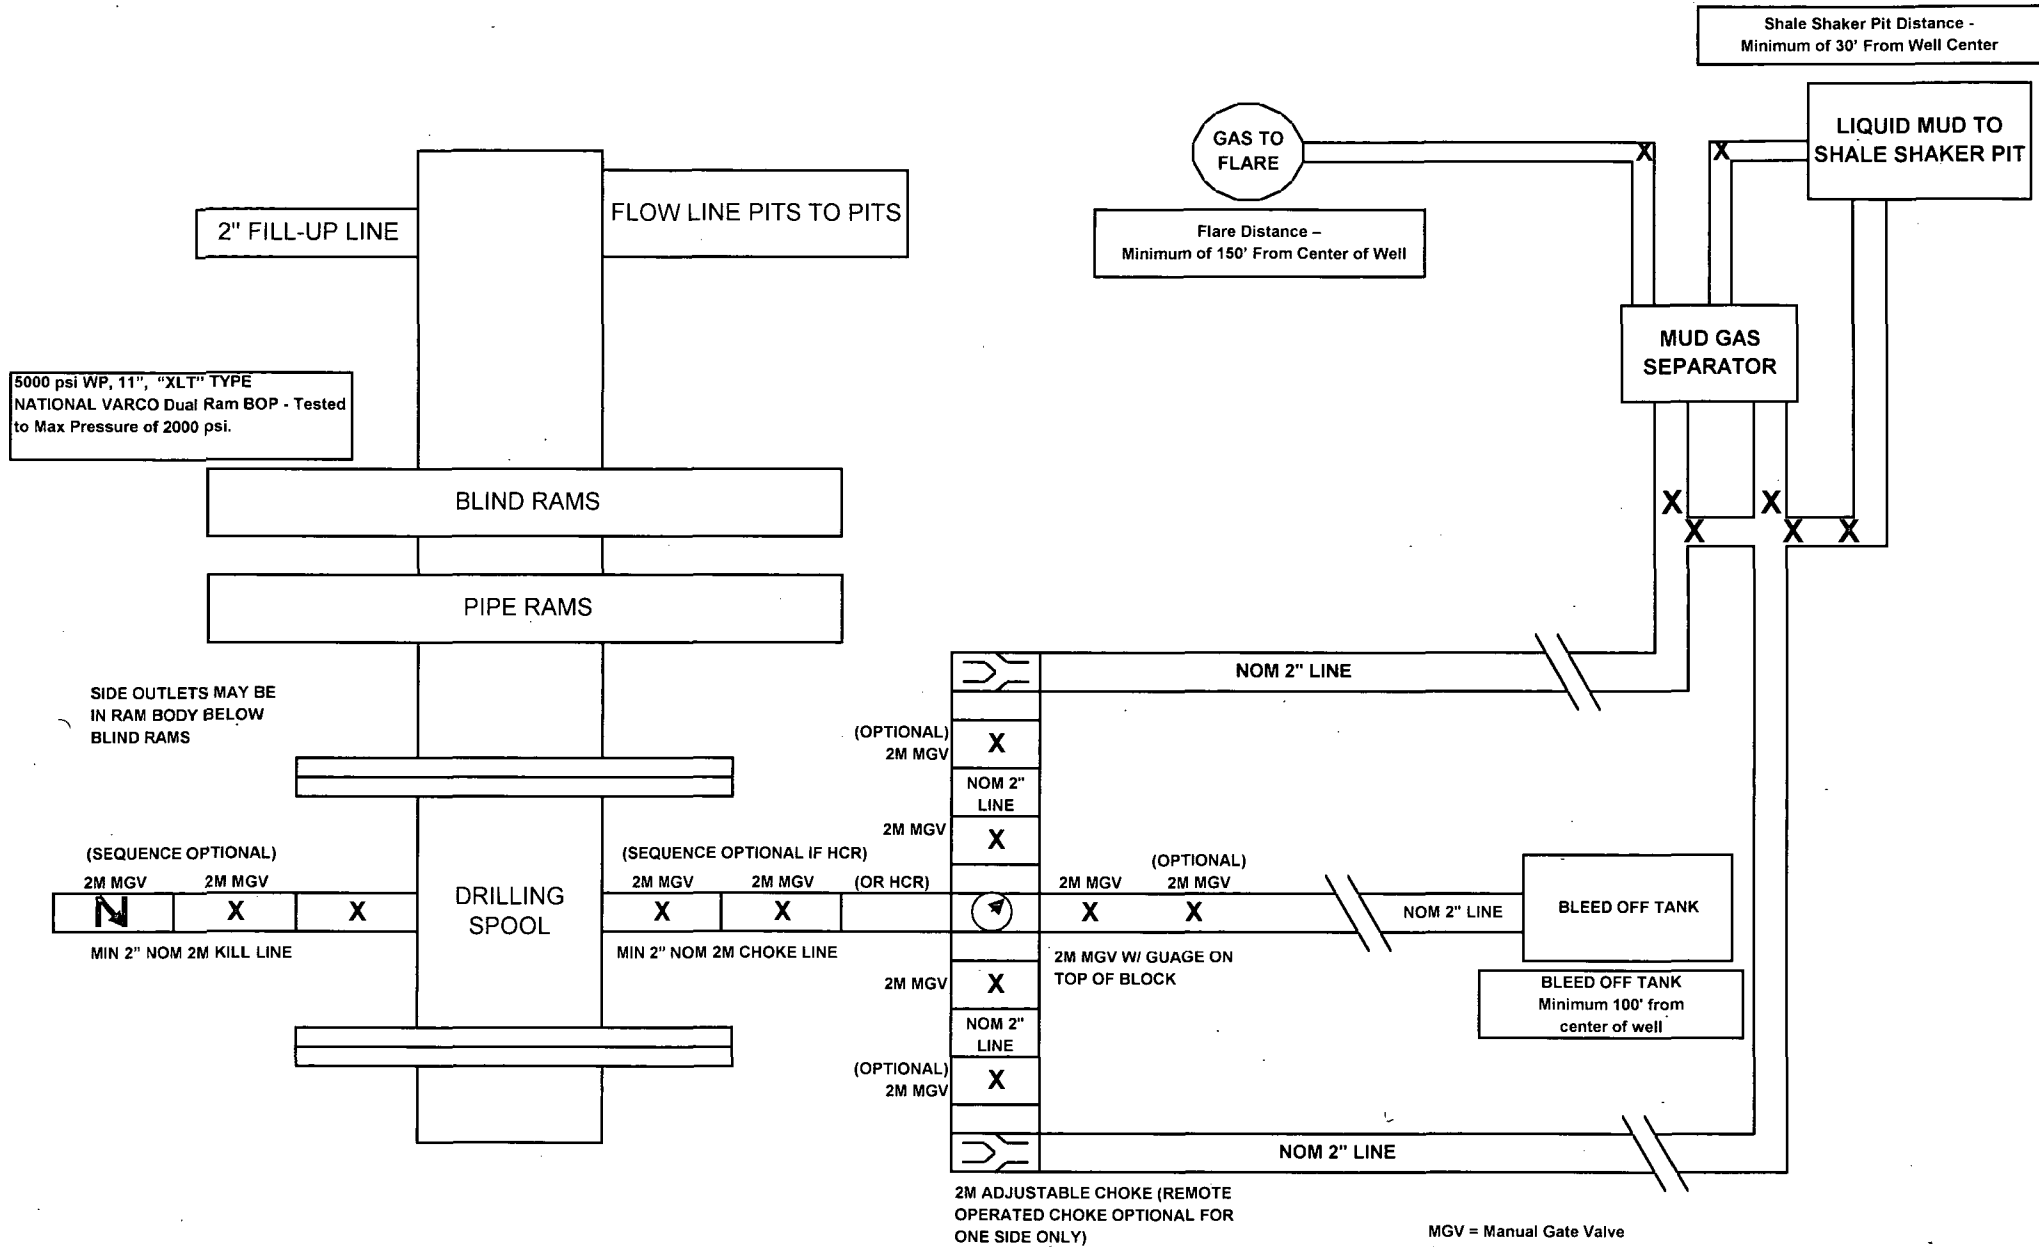 Shale Shaker Pit Distance -
Minimum of 30' From Well Center
GAS TO
FLARE
X
X
LIQUID MUD TO
SHALE SHAKER PIT
2" FILL-UP LINE
FLOW LINE PITS TO PITS
Flare Distance –
Minimum of 150' From Center of Well
MUD GAS
SEPARATOR
5000 psi WP, 11", "XLT" TYPE
NATIONAL VARCO Dual Ram BOP - Tested
to Max Pressure of 2000 psi.
BLIND RAMS
X
X
X
X
X
PIPE RAMS
NOM 2" LINE
SIDE OUTLETS MAY BE
IN RAM BODY BELOW
BLIND RAMS
(OPTIONAL)
2M MGV
X
NOM 2"
LINE
2M MGV
X
(SEQUENCE OPTIONAL)
2M MGV
2M MGV
N
X
X
MIN 2" NOM 2M KILL LINE
DRILLING
SPOOL
(SEQUENCE OPTIONAL IF HCR)
2M MGV
2M MGV
(OR HCR)
X
X
MIN 2" NOM 2M CHOKE LINE
2M MGV
(OPTIONAL)
2M MGV
X
X
2M MGV W/ GUAGE ON
TOP OF BLOCK
NOM 2" LINE
BLEED OFF TANK
BLEED OFF TANK
Minimum 100' from
center of well
2M MGV
X
NOM 2"
LINE
(OPTIONAL)
2M MGV
X
NOM 2" LINE
2M ADJUSTABLE CHOKE (REMOTE
OPERATED CHOKE OPTIONAL FOR
ONE SIDE ONLY)
MGV = Manual Gate Valve